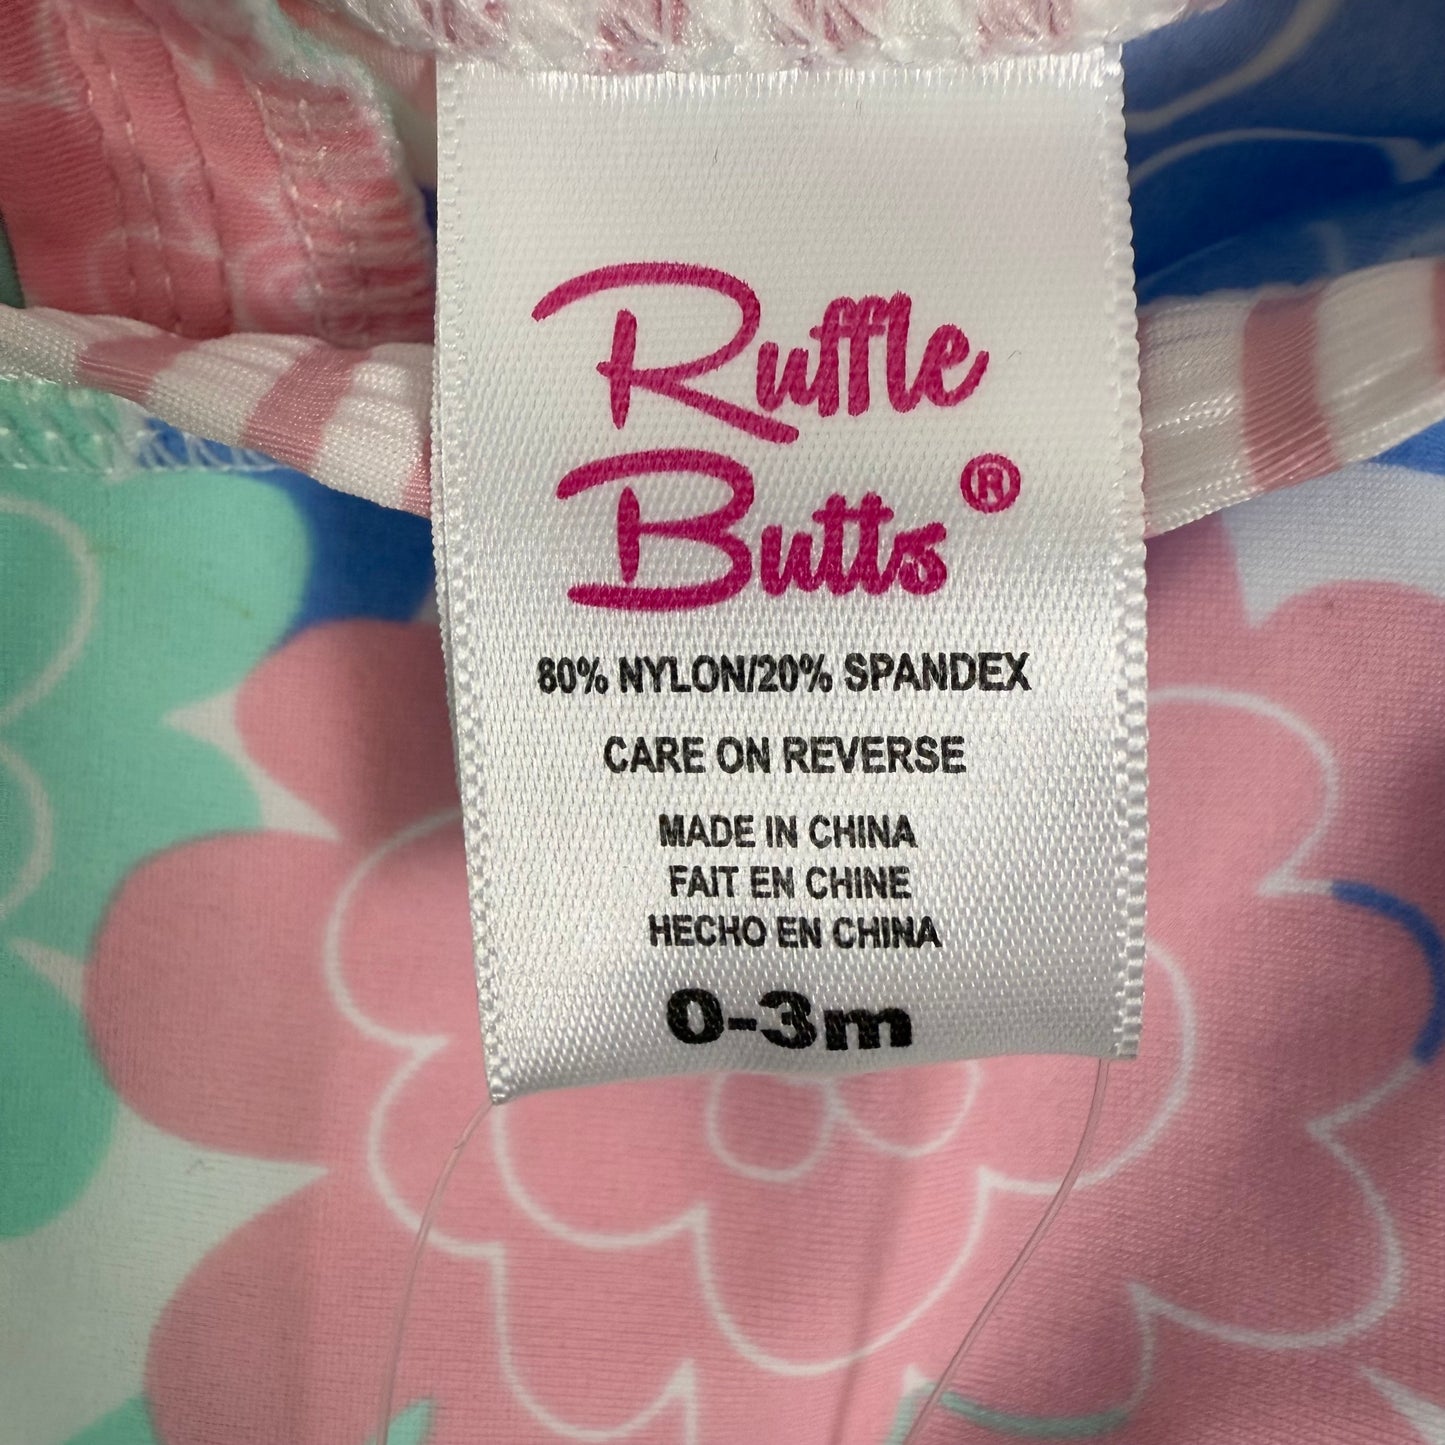 Ruffle
Butts®
80% NYLON/20% SPANDEX
CARE ON REVERSE
MADE IN CHINA
FAIT EN CHINE
HECHO EN CHINA
0-3m